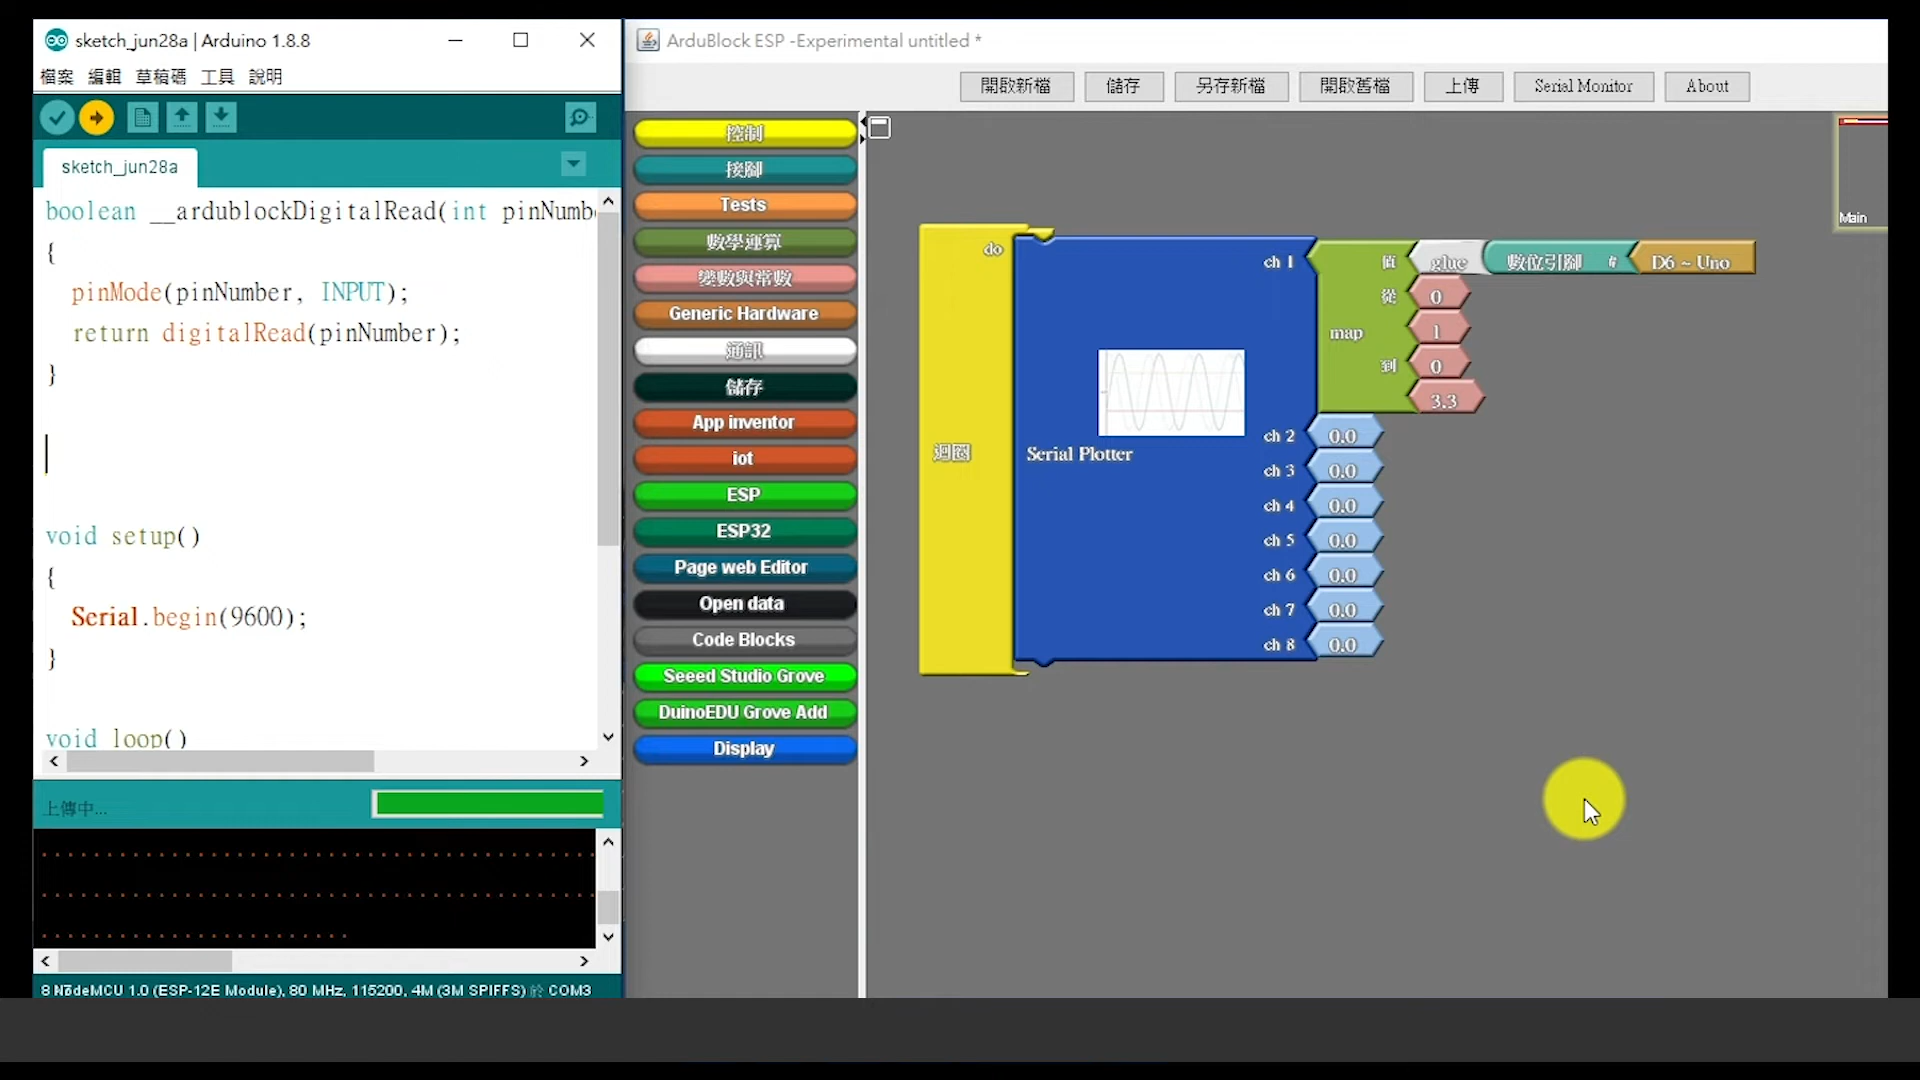 sketch_jun28a | Arduino 1.8.8
檔案 編輯 草稿碼 工具 說明
sketch_jun28a
boolean __ardublockDigitalRead(int pinNumbe
{
pinMode(pinNumber, INPUT);
return digitalRead(pinNumber);
}
void setup()
{
Serial.begin(9600);
}
void loop()
上傳中...
8 NodeMCU 1.0 (ESP-12E Module), 80 MHz, 115200, 4M (3M SPIFFS) 於 COM3
ArduBlock ESP -Experimental untitled *
開啟新檔 儲存 另存新檔 開啟舊檔 上傳 Serial Monitor About
控制
接腳
Tests
數學運算
變數與常數
Generic Hardware
通訊
儲存
App inventor
iot
ESP
ESP32
Page web Editor
Open data
Code Blocks
Seeed Studio Grove
DuinoEDU Grove Add
Display
迴圈
do
Serial Plotter
ch 1
map
值 glue 數位引腳 # D6 ~ Uno
從 0
1
到 0
3.3
ch 2 0.0
ch 3 0.0
ch 4 0.0
ch 5 0.0
ch 6 0.0
ch 7 0.0
ch 8 0.0
Main